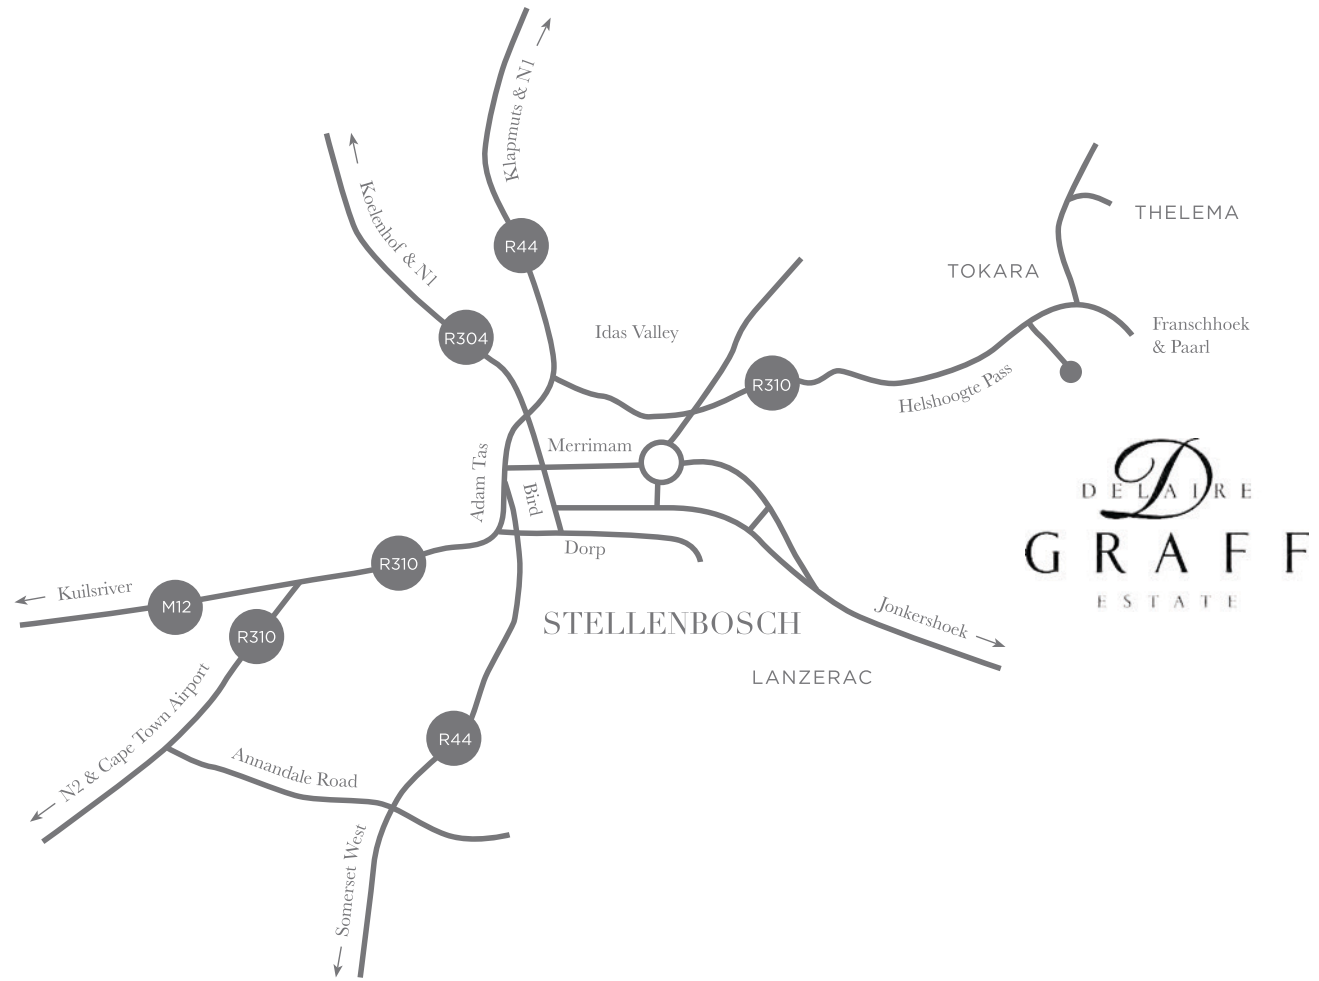 Klapmuts & N1
Koelenhof & N1
R44
THELEMA
TOKARA
R304
Idas Valley
Franschhoek
& Paarl
R310
Helshoogte Pass
Merrimam
Adam Tas
Bird
DELAIRE
D
GRAFF
ESTATE
Dorp
R310
Kuilsriver
M12
R310
STELLENBOSCH
Jonkershoek
LANZERAC
N2 & Cape Town Airport
R44
Annandale Road
Somerset West